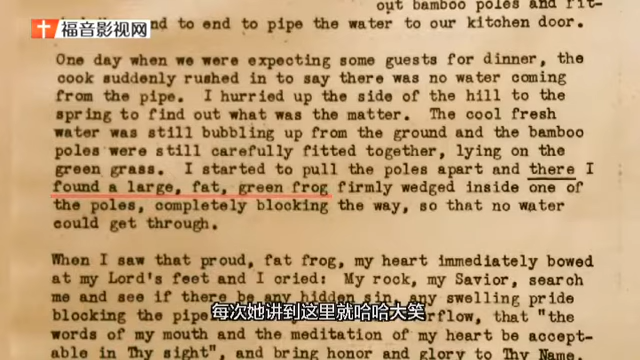 福音影视网
out bamboo poles and fit-
end to end to pipe the water to our kitchen door.
One day when we were expecting some guests for dinner, the
cook suddenly rushed in to say there was no water coming
from the pipe. I hurried up the side of the hill to the
spring to find out what was the matter. The cool fresh
water was still bubbling up from the ground and the bamboo
poles were still carefully fitted together, lying on the
green grass. I started to pull the poles apart and there I
found a large, fat, green frog firmly wedged inside one of
the poles, completely blocking the way, so that no water
could get through.
When I saw that proud, fat frog, my heart immediately bowed
at my Lord's feet and I cried: My rock, my Savior, search
me and see if there be any hidden sin, any swelling pride
blocking the pipe erflow, that "the
每次她讲到这里就哈哈大笑
words of my mouth and the meditation of my heart be accept-
able in Thy sight", and bring honor and glory to Thy Name.